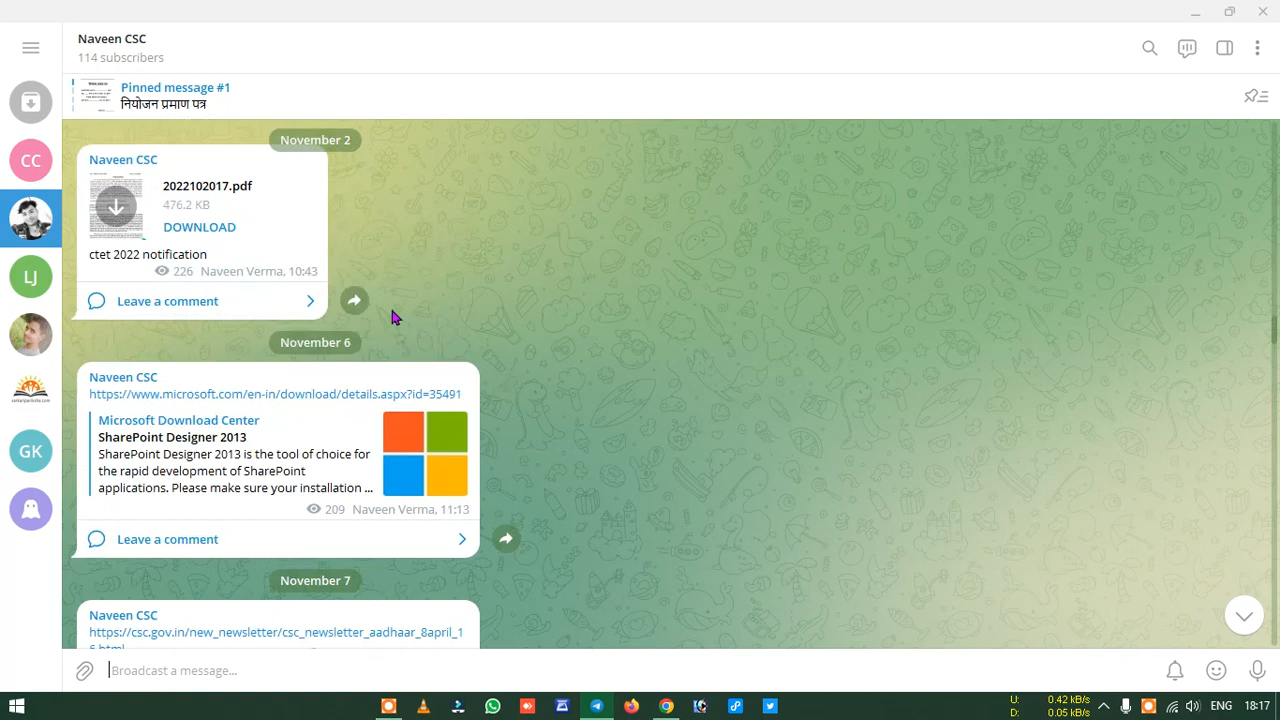 Naveen CSC
114 subscribers
Pinned message #1
नियोजन प्रमाण पत्र
November 2
Naveen CSC
2022102017.pdf
476.2 KB
DOWNLOAD
ctet 2022 notification
226 Naveen Verma, 10:43
Leave a comment
November 6
Naveen CSC
https://www.microsoft.com/en-in/download/details.aspx?id=35491
Microsoft Download Center
SharePoint Designer 2013
SharePoint Designer 2013 is the tool of choice for
the rapid development of SharePoint
applications. Please make sure your installation ...
209 Naveen Verma, 11:13
Leave a comment
November 7
Naveen CSC
https://csc.gov.in/new_newsletter/csc_newsletter_aadhaar_8april_1
6.html
Broadcast a message...
CC
LJ
GK
U: 0.42 kB/s
D: 0.05 kB/s
ENG
18:17